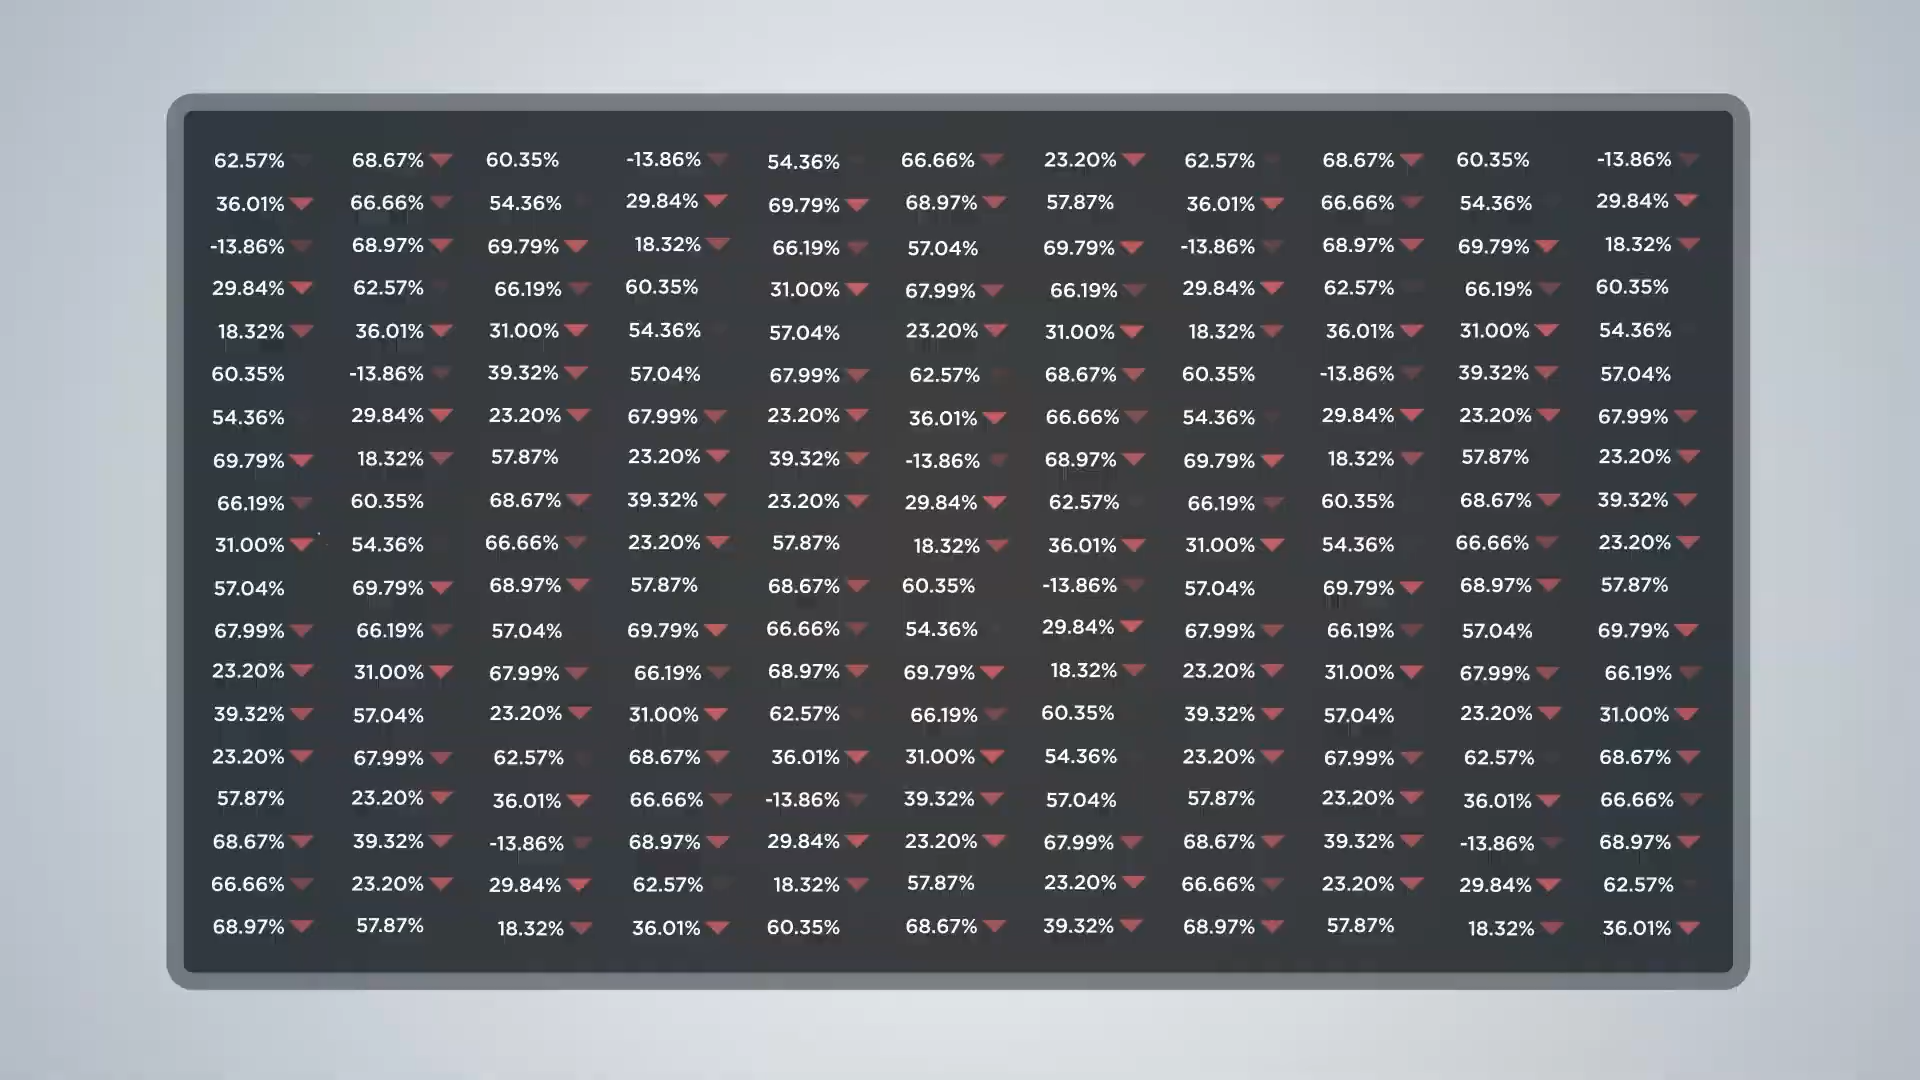 62.57% 68.67% 60.35% -13.86% 54.36% 66.66% 23.20% 62.57% 68.67% 60.35% -13.86%
36.01% 66.66% 54.36% 29.84% 69.79% 68.97% 57.87% 36.01% 66.66% 54.36% 29.84%
-13.86% 68.97% 69.79% 18.32% 66.19% 57.04% 69.79% -13.86% 68.97% 69.79% 18.32%
29.84% 62.57% 66.19% 60.35% 31.00% 67.99% 66.19% 29.84% 62.57% 66.19% 60.35%
18.32% 36.01% 31.00% 54.36% 57.04% 23.20% 31.00% 18.32% 36.01% 31.00% 54.36%
60.35% -13.86% 39.32% 57.04% 67.99% 62.57% 68.67% 60.35% -13.86% 39.32% 57.04%
54.36% 29.84% 23.20% 67.99% 23.20% 36.01% 66.66% 54.36% 29.84% 23.20% 67.99%
69.79% 18.32% 57.87% 23.20% 39.32% -13.86% 68.97% 69.79% 18.32% 57.87% 23.20%
66.19% 60.35% 68.67% 39.32% 23.20% 29.84% 62.57% 66.19% 60.35% 68.67% 39.32%
31.00% 54.36% 66.66% 23.20% 57.87% 18.32% 36.01% 31.00% 54.36% 66.66% 23.20%
57.04% 69.79% 68.97% 57.87% 68.67% 60.35% -13.86% 57.04% 69.79% 68.97% 57.87%
67.99% 66.19% 57.04% 69.79% 66.66% 54.36% 29.84% 67.99% 66.19% 57.04% 69.79%
23.20% 31.00% 67.99% 66.19% 68.97% 69.79% 18.32% 23.20% 31.00% 67.99% 66.19%
39.32% 57.04% 23.20% 31.00% 62.57% 66.19% 60.35% 39.32% 57.04% 23.20% 31.00%
23.20% 67.99% 62.57% 68.67% 36.01% 31.00% 54.36% 23.20% 67.99% 62.57% 68.67%
57.87% 23.20% 36.01% 66.66% -13.86% 39.32% 57.04% 57.87% 23.20% 36.01% 66.66%
68.67% 39.32% -13.86% 68.97% 29.84% 23.20% 67.99% 68.67% 39.32% -13.86% 68.97%
66.66% 23.20% 29.84% 62.57% 18.32% 57.87% 23.20% 66.66% 23.20% 29.84% 62.57%
68.97% 57.87% 18.32% 36.01% 60.35% 68.67% 39.32% 68.97% 57.87% 18.32% 36.01%